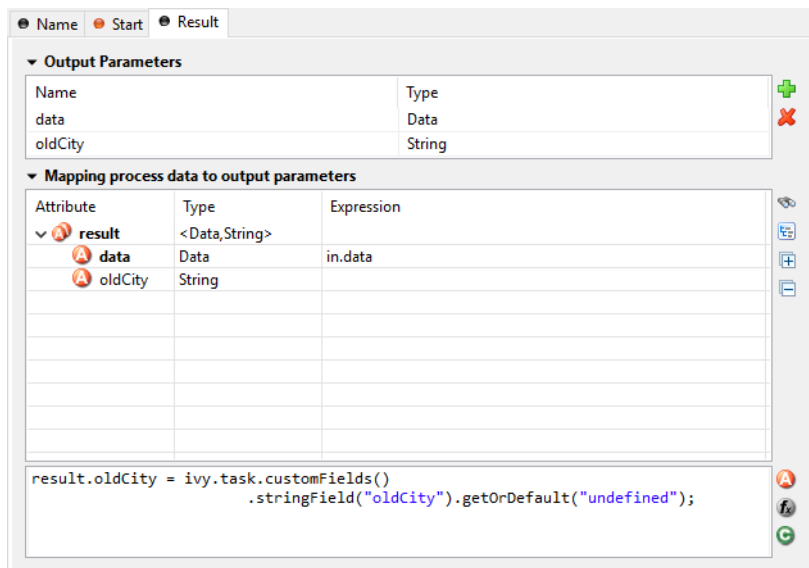 Name Start Result
Output Parameters
Name Type
data Data
oldCity String
Mapping process data to output parameters
Attribute Type Expression
result <Data,String>
data Data in.data
oldCity String
result.oldCity = ivy.task.customFields()
.stringField("oldCity").getOrDefault("undefined");